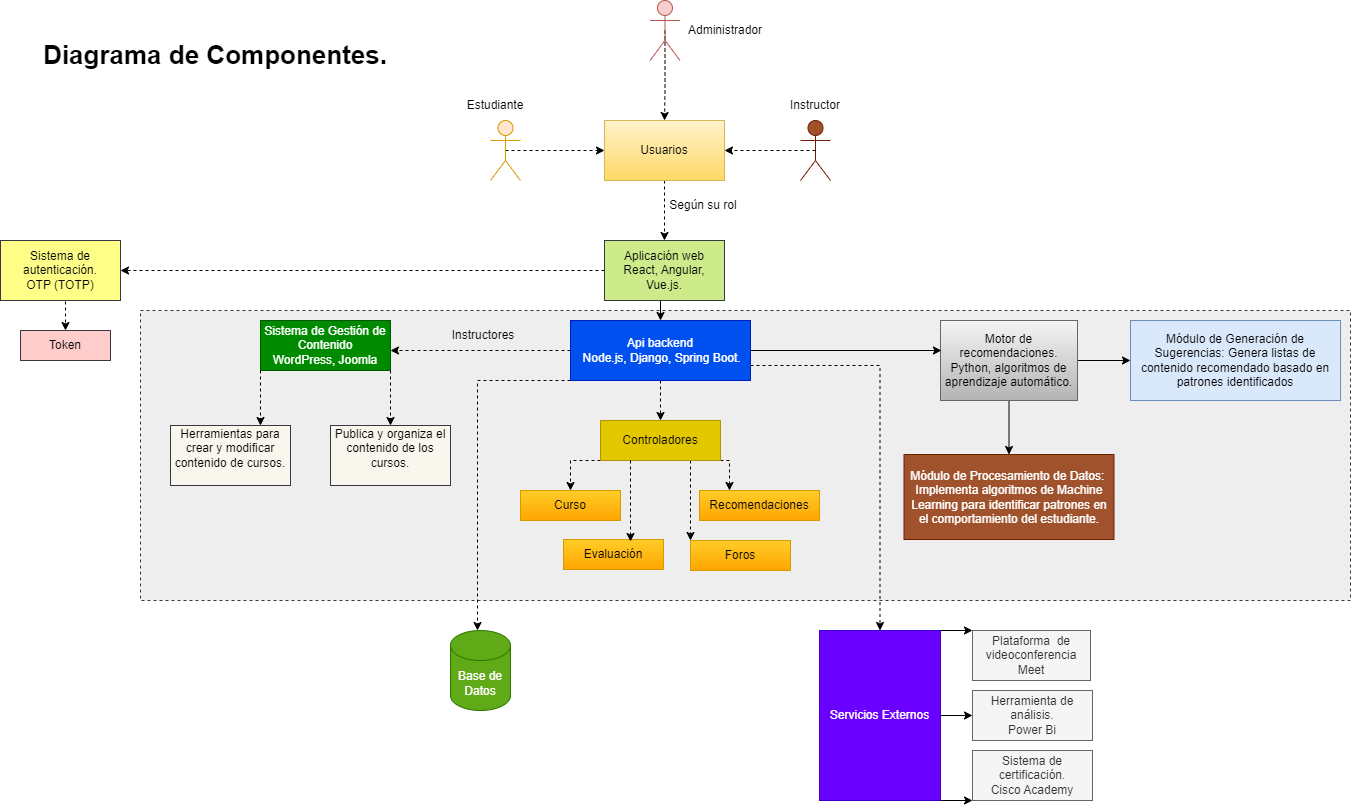 Administrador
Diagrama de Componentes.
Estudiante
Instructor
Usuarios
Según su rol
Sistema de
autenticación.
OTP (TOTP)
Aplicación web
React, Angular,
Vue.js.
Token
Sistema de Gestión de
Contenido
WordPress, Joomla
Instructores
Api backend
Node.js, Django, Spring Boot.
Motor de
recomendaciones.
Python, algoritmos de
aprendizaje automático.
Módulo de Generación de
Sugerencias: Genera listas de
contenido recomendado basado en
patrones identificados
Herramientas para
crear y modificar
contenido de cursos.
Publica y organiza el
contenido de los
cursos.
Controladores
Curso
Recomendaciones
Evaluación
Foros
Módulo de Procesamiento de Datos:
Implementa algoritmos de Machine
Learning para identificar patrones en
el comportamiento del estudiante.
Base de
Datos
Servicios Externos
Plataforma de
videoconferencia
Meet
Herramienta de
análisis.
Power Bi
Sistema de
certificación.
Cisco Academy